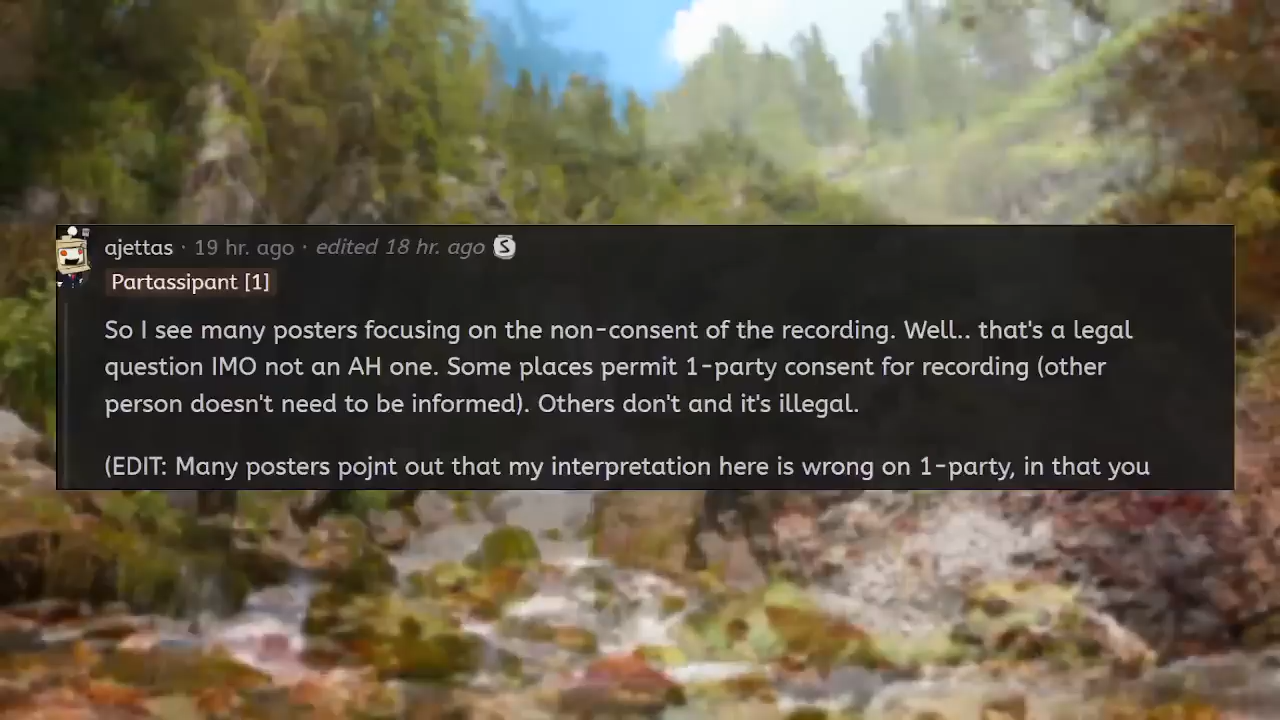 ajettas · 19 hr. ago · edited 18 hr. ago S
Partassipant [1]
So I see many posters focusing on the non-consent of the recording. Well.. that's a legal
question IMO not an AH one. Some places permit 1-party consent for recording (other
person doesn't need to be informed). Others don't and it's illegal.
(EDIT: Many posters pojnt out that my interpretation here is wrong on 1-party, in that you